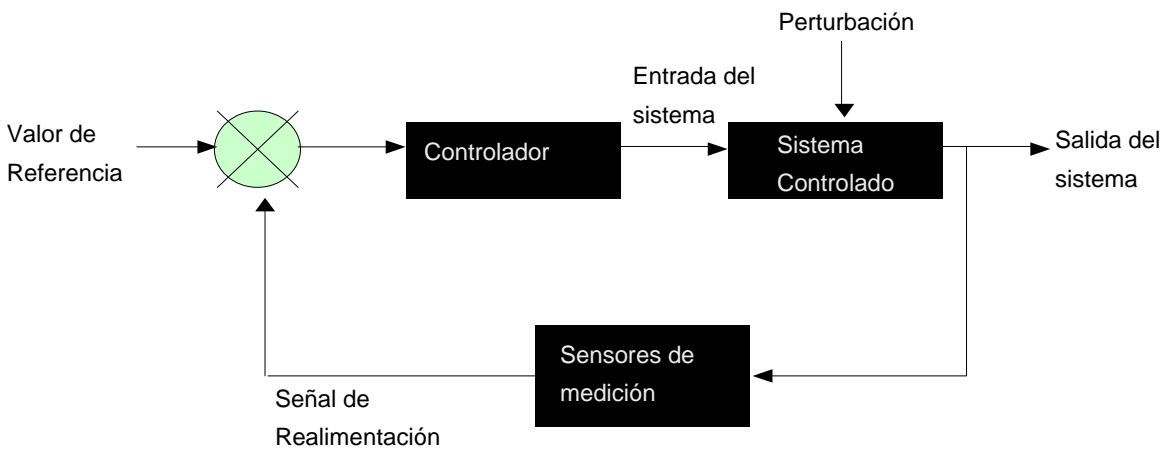 Perturbación
Entrada del
sistema
Valor de
Referencia
Controlador
Sistema
Controlado
Salida del
sistema
Sensores de
medición
Señal de
Realimentación